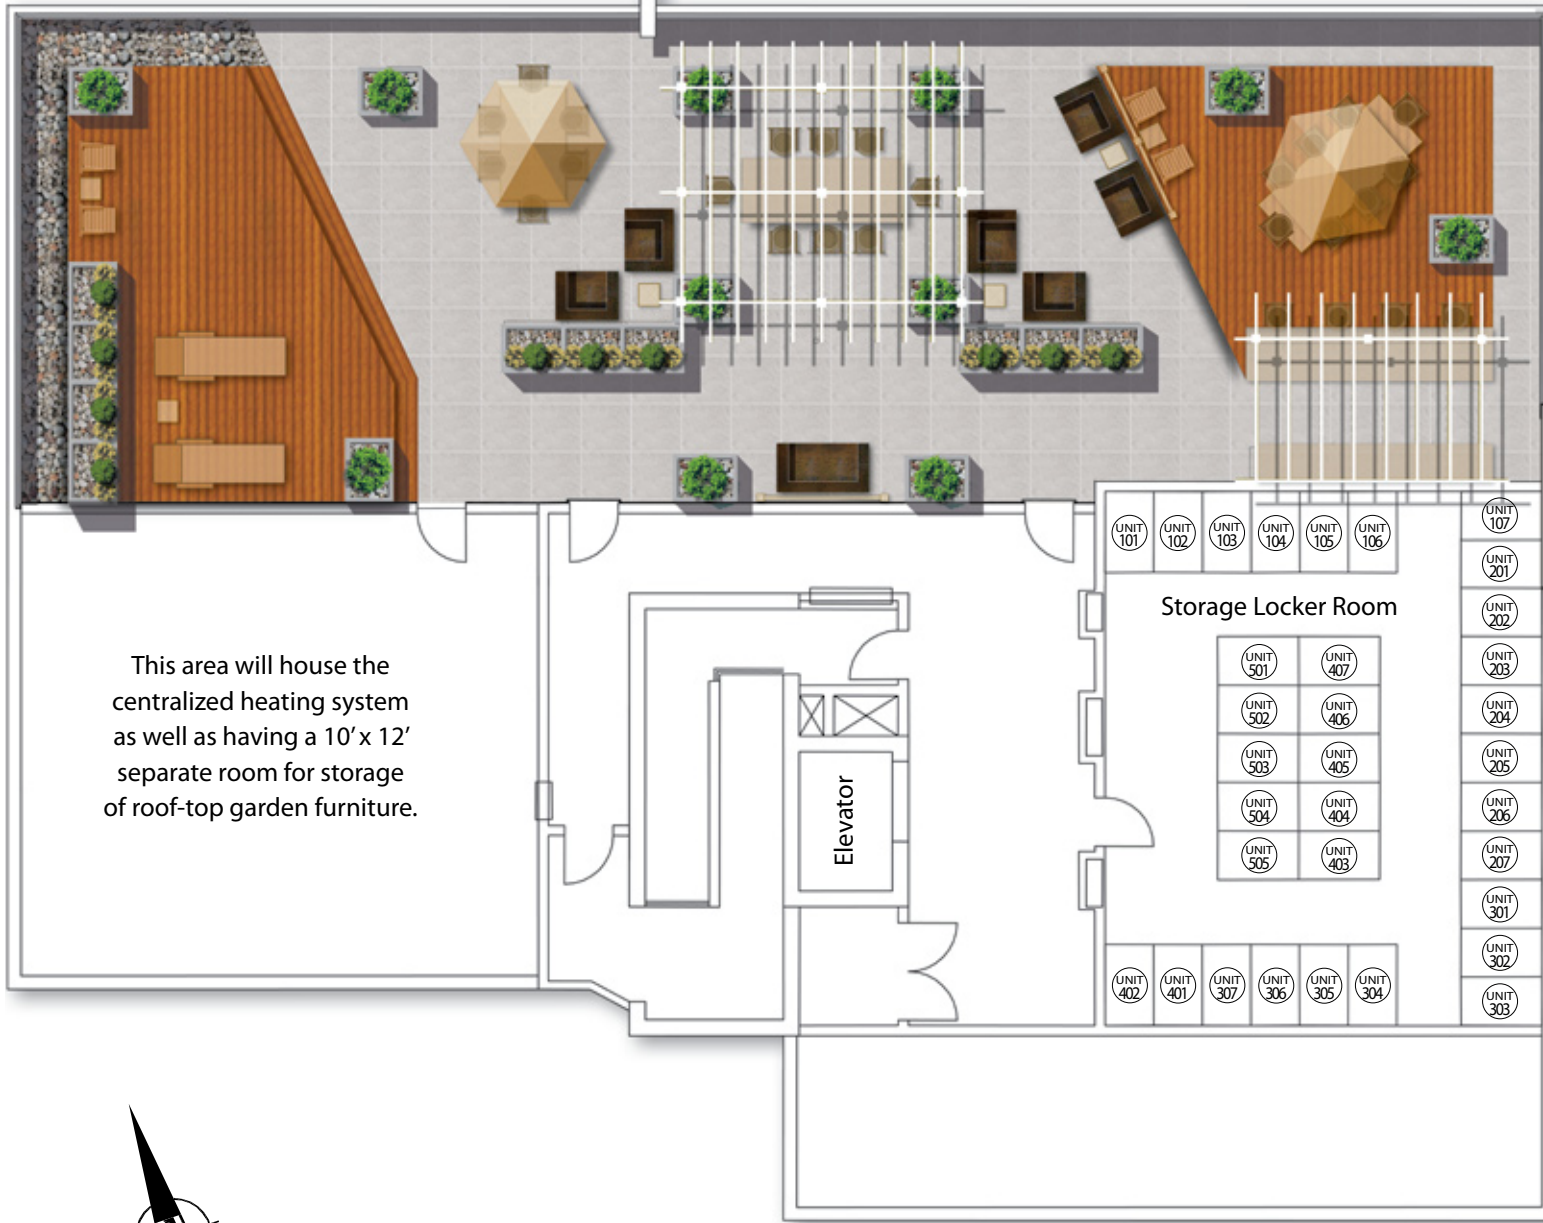 UNIT
101
UNIT
102
UNIT
103
UNIT
104
UNIT
105
UNIT
106
UNIT
107
UNIT
201
Storage Locker Room
UNIT
202
This area will house the
centralized heating system
as well as having a 10' x 12'
separate room for storage
of roof-top garden furniture.
UNIT
501
UNIT
407
UNIT
203
UNIT
502
UNIT
406
UNIT
204
UNIT
503
UNIT
405
UNIT
205
Elevator
UNIT
504
UNIT
404
UNIT
206
UNIT
505
UNIT
403
UNIT
207
UNIT
301
UNIT
302
UNIT
402
UNIT
401
UNIT
307
UNIT
306
UNIT
305
UNIT
304
UNIT
303